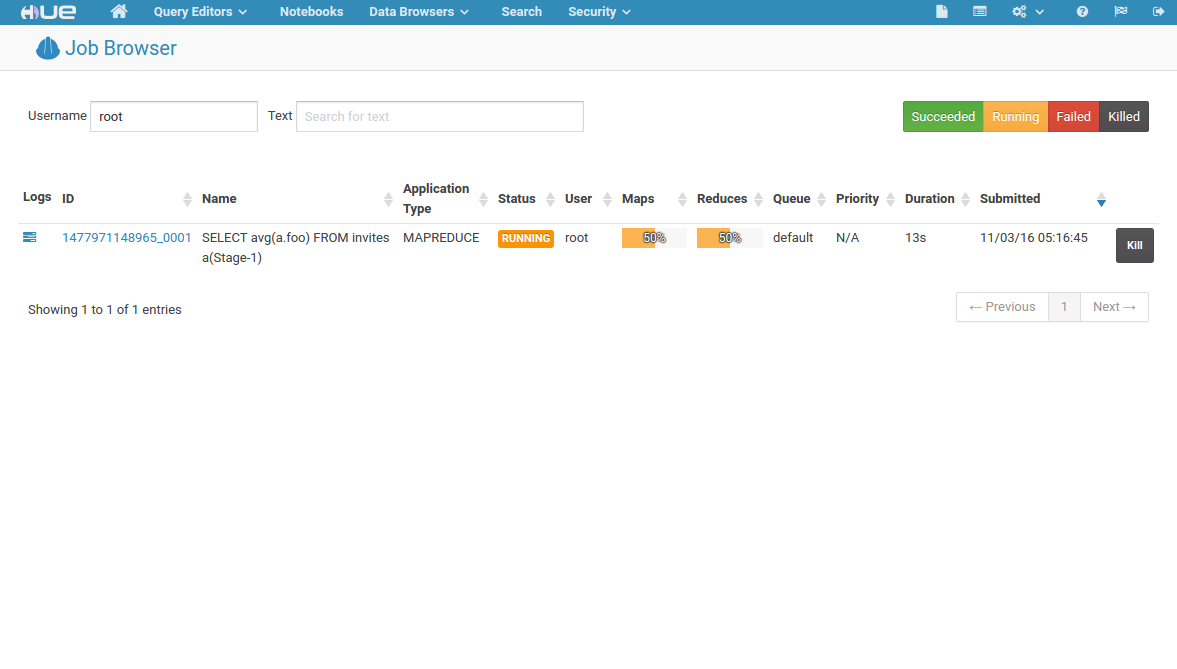 HUE Query Editors Notebooks Data Browsers Search Security
Job Browser
Username root Text Search for text Succeeded Running Failed Killed
Logs ID Name Application Type Status User Maps Reduces Queue Priority Duration Submitted
1477971148965_0001 SELECT avg(a.foo) FROM invites MAPREDUCE RUNNING root 50% 50% default N/A 13s 11/03/16 05:16:45 Kill
a(Stage-1)
Showing 1 to 1 of 1 entries ← Previous 1 Next →